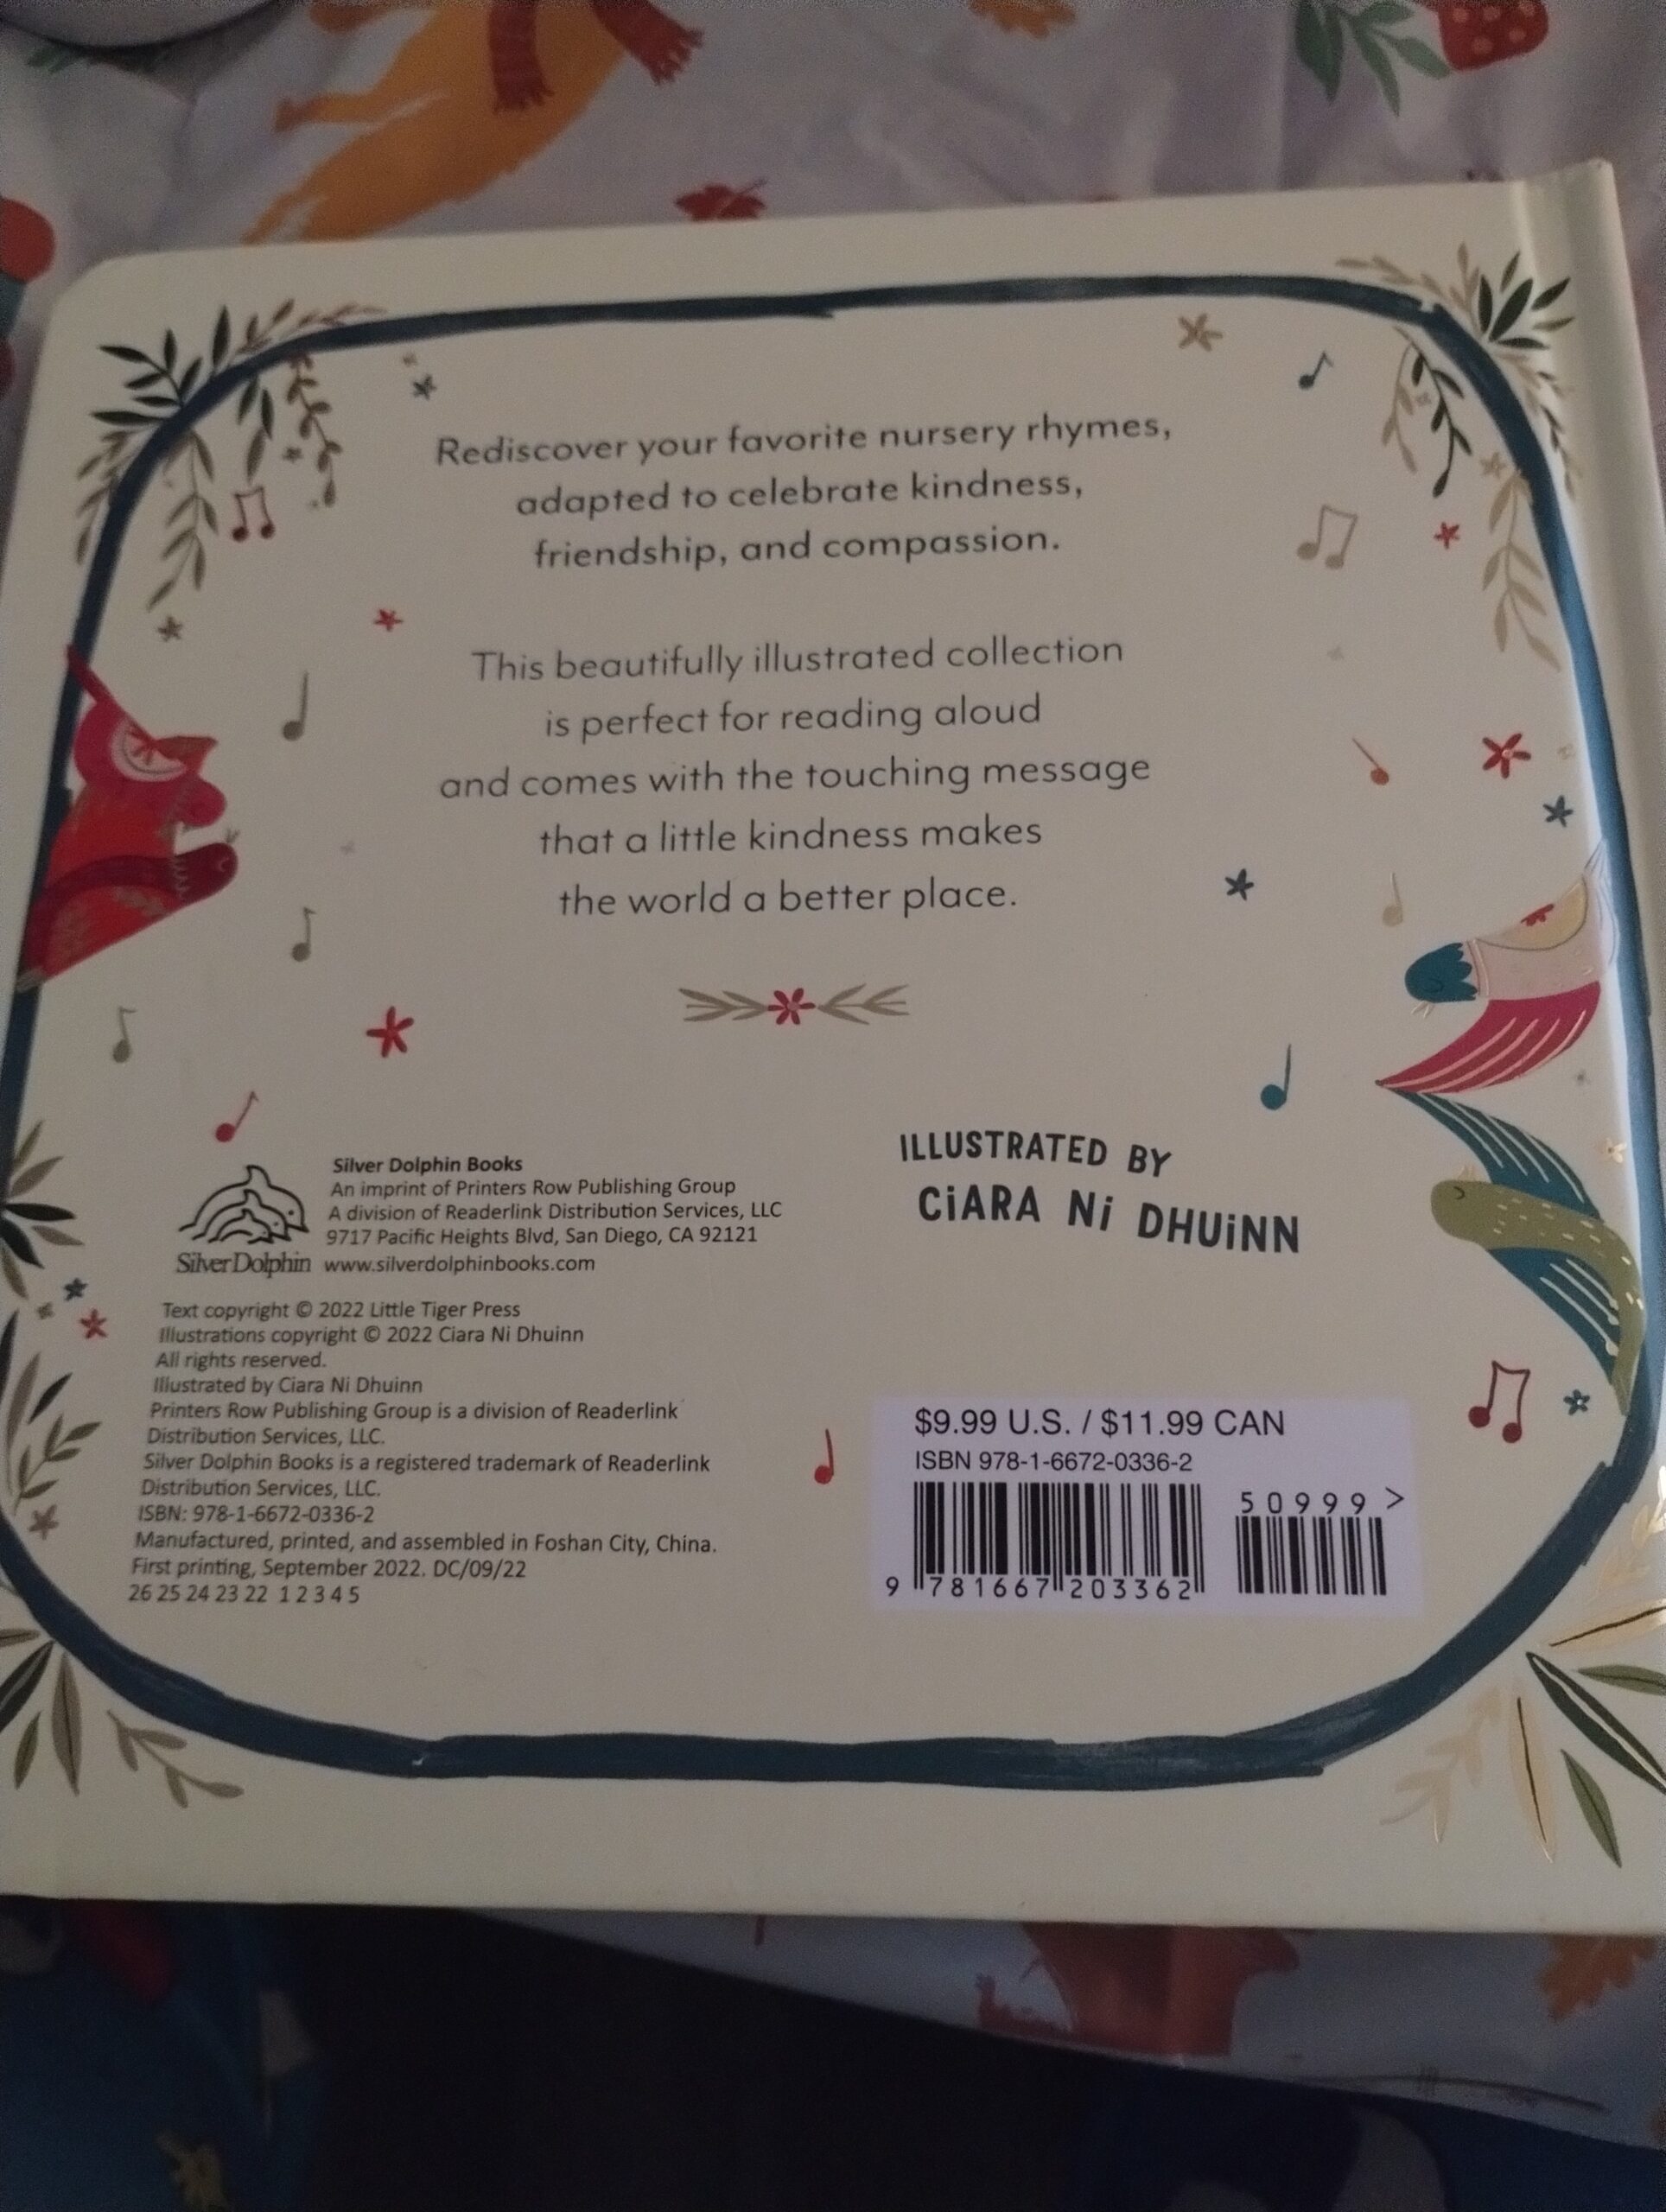 Rediscover your favorite nursery rhymes,
adapted to celebrate kindness,
friendship, and compassion.
This beautifully illustrated collection
is perfect for reading aloud
and comes with the touching message
that a little kindness makes
the world a better place.
ILLUSTRATED BY
CiARA Ni DHUiNN
Silver Dolphin Books
An imprint of Printers Row Publishing Group
A division of Readerlink Distribution Services, LLC
9717 Pacific Heights Blvd, San Diego, CA 92121
SilverDolphin www.silverdolphinbooks.com
Text copyright © 2022 Little Tiger Press
Illustrations copyright © 2022 Ciara Ni Dhuinn
All rights reserved.
Illustrated by Ciara Ni Dhuinn
Printers Row Publishing Group is a division of Readerlink
Distribution Services, LLC.
Silver Dolphin Books is a registered trademark of Readerlink
Distribution Services, LLC.
ISBN: 978-1-6672-0336-2
Manufactured, printed, and assembled in Foshan City, China.
First printing, September 2022. DC/09/22
26 25 24 23 22 1 2 3 4 5
$9.99 U.S. / $11.99 CAN
ISBN 978-1-6672-0336-2
50999>
9 781667 203362